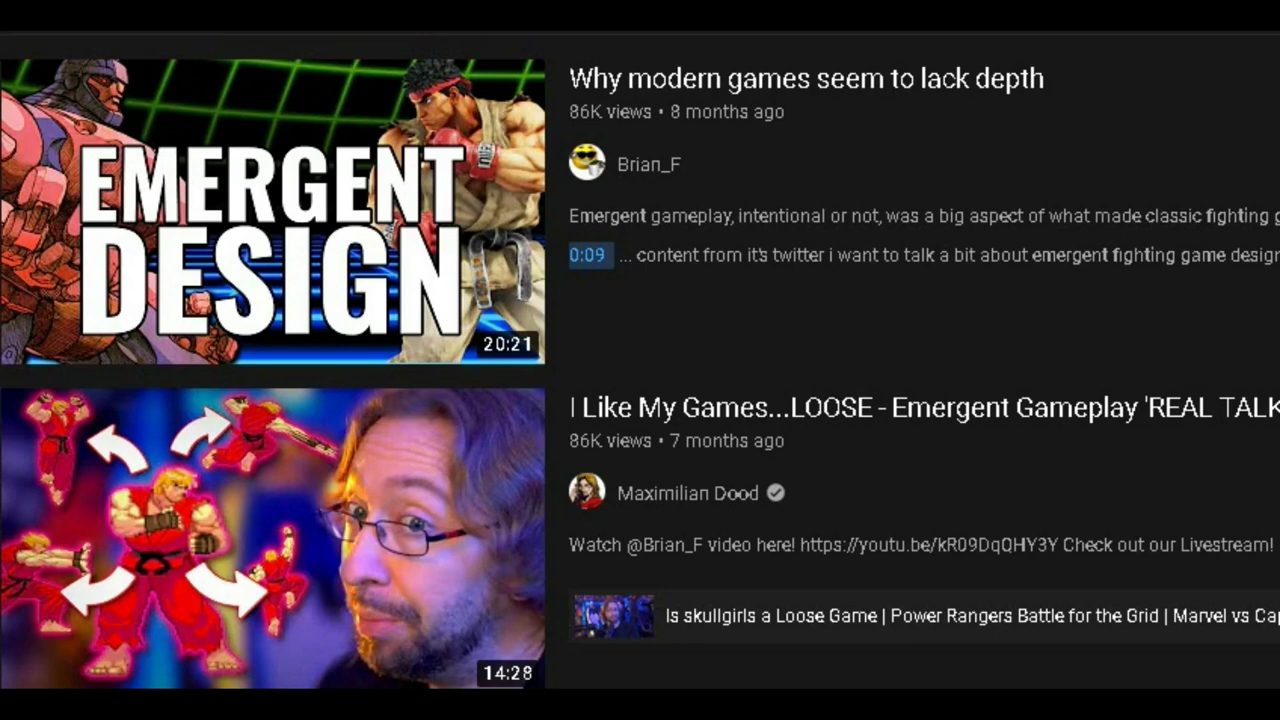 EMERGENT
DESIGN
20:21
Why modern games seem to lack depth
86K views • 8 months ago
Brian_F
Emergent gameplay, intentional or not, was a big aspect of what made classic fighting g
0:09 ... content from it's twitter i want to talk a bit about emergent fighting game design
14:28
I Like My Games...LOOSE - Emergent Gameplay 'REAL TALK
86K views • 7 months ago
Maximilian Dood
Watch @Brian_F video here! https://youtu.be/kR09DqQHY3Y Check out our Livestream!
Is skullgirls a Loose Game | Power Rangers Battle for the Grid | Marvel vs Cap